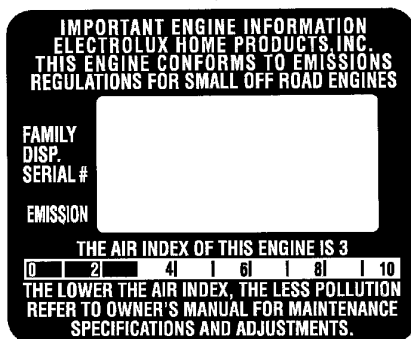 IMPORTANT ENGINE INFORMATION
ELECTROLUX HOME PRODUCTS, INC.
THIS ENGINE CONFORMS TO EMISSIONS
REGULATIONS FOR SMALL OFF ROAD ENGINES
FAMILY
DISP.
SERIAL #
EMISSION
THE AIR INDEX OF THIS ENGINE IS 3
0 2 4 6 8 10
THE LOWER THE AIR INDEX, THE LESS POLLUTION
REFER TO OWNER'S MANUAL FOR MAINTENANCE
SPECIFICATIONS AND ADJUSTMENTS.